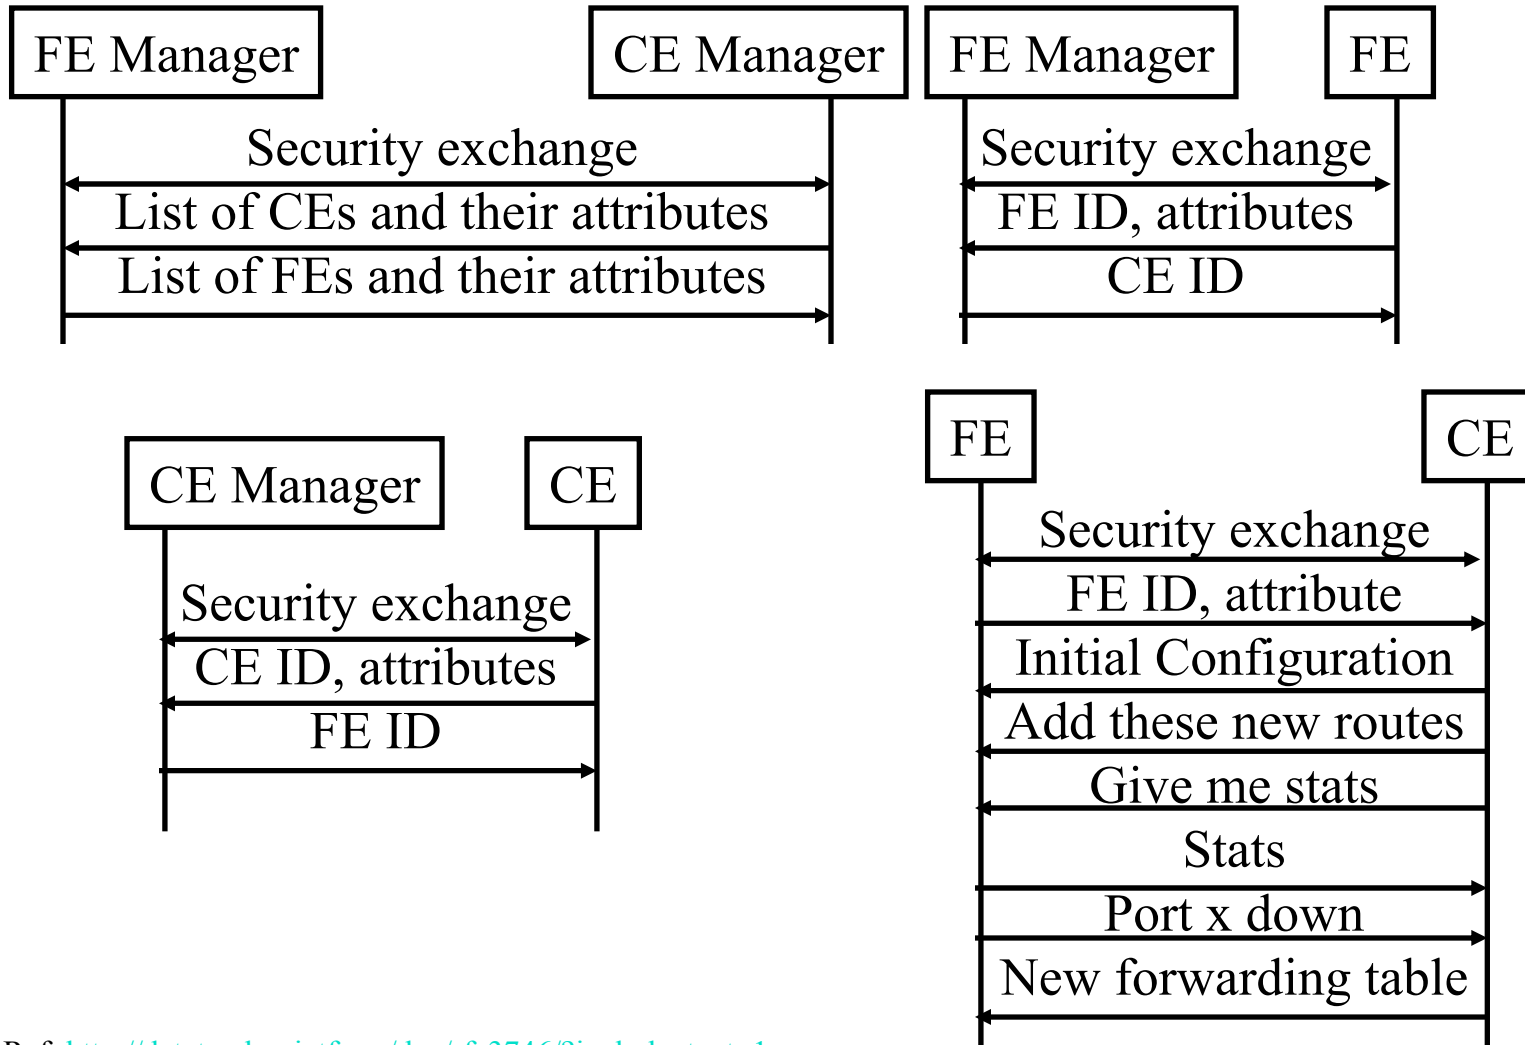 FE Manager
CE Manager
Security exchange
List of CEs and their attributes
List of FEs and their attributes
FE Manager
FE
Security exchange
FE ID, attributes
CE ID
CE Manager
CE
Security exchange
CE ID, attributes
FE ID
FE
CE
Security exchange
FE ID, attribute
Initial Configuration
Add these new routes
Give me stats
Stats
Port x down
New forwarding table